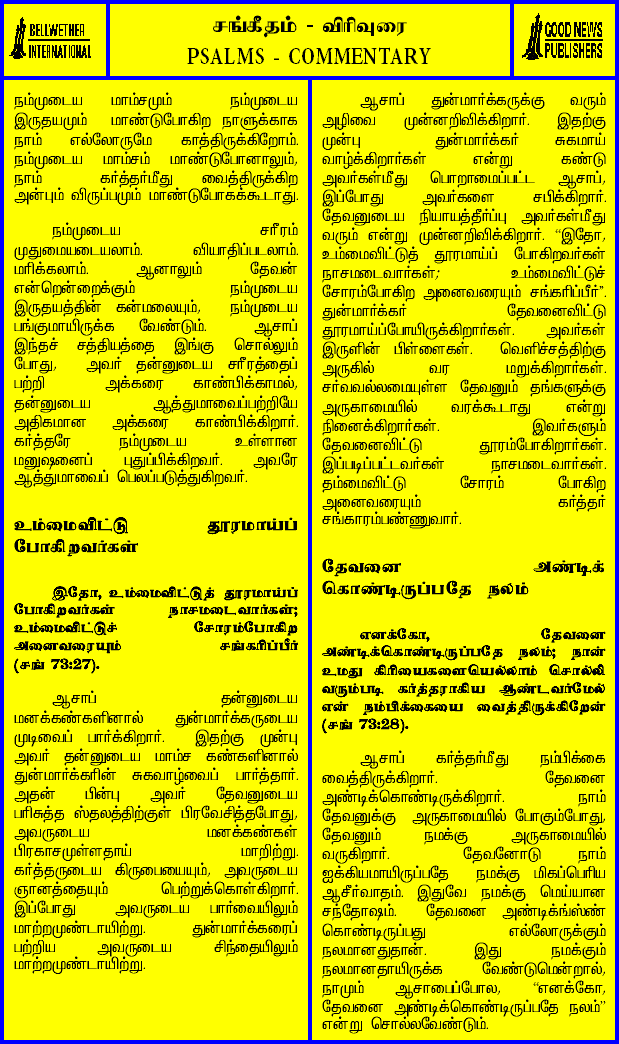 BELLWETHER
INTERNATIONAL
சங்கீதம் - விரிவுரை
PSALMS - COMMENTARY
GOOD NEWS
PUBLISHERS
நம்முடைய மாம்சமும் நம்முடைய
இருதயமும் மாண்டுபோகிற நாளுக்காக
நாம் எல்லோருமே காத்திருக்கிறோம்.
நம்முடைய மாம்சம் மாண்டுபோனாலும்,
நாம் கர்த்தர்மீது வைத்திருக்கிற
அன்பும் விருப்பமும் மாண்டுபோகக்கூடாது.
நம்முடைய சரீரம்
முதுமையடையலாம். வியாதிப்படலாம்.
மரிக்கலாம். ஆனாலும் தேவன்
என்றென்றைக்கும் நம்முடைய
இருதயத்தின் கன்மலையும், நம்முடைய
பங்குமாயிருக்க வேண்டும். ஆசாப்
இந்தச் சத்தியத்தை இங்கு சொல்லும்
போது, அவர் தன்னுடைய சரீரத்தைப்
பற்றி அக்கரை காண்பிக்காமல்,
தன்னுடைய ஆத்துமாவைப்பற்றியே
அதிகமான அக்கரை காண்பிக்கிறார்.
கர்த்தரே நம்முடைய உள்ளான
மனுஷனைப் புதுப்பிக்கிறவர். அவரே
ஆத்துமாவைப் பெலப்படுத்துகிறவர்.
உம்மைவிட்டு தூரமாய்ப்
போகிறவர்கள்
இதோ, உம்மைவிட்டுத் தூரமாய்ப்
போகிறவர்கள் நாசமடைவார்கள்;
உம்மைவிட்டுச் சோரம்போகிற
அனைவரையும் சங்கரிப்பீர்
(சங் 73:27).
ஆசாப் தன்னுடைய
மனக்கண்களினால் துன்மார்க்கருடைய
முடிவைப் பார்க்கிறார். இதற்கு முன்பு
அவர் தன்னுடைய மாம்ச கண்களினால்
துன்மார்க்கரின் சுகவாழ்வைப் பார்த்தார்.
அதன் பின்பு அவர் தேவனுடைய
பரிசுத்த ஸ்தலத்திற்குள் பிரவேசித்தபோது,
அவருடைய மனக்கண்கள்
பிரகாசமுள்ளதாய் மாறிற்று.
கர்த்தருடைய கிருபையையும், அவருடைய
ஞானத்தையும் பெற்றுக்கொள்கிறார்.
இப்போது அவருடைய பார்வையிலும்
மாற்றமுண்டாயிற்று. துன்மார்க்கரைப்
பற்றிய அவருடைய சிந்தையிலும்
மாற்றமுண்டாயிற்று.
ஆசாப் துன்மார்க்கருக்கு வரும்
அழிவை முன்னறிவிக்கிறார். இதற்கு
முன்பு துன்மார்க்கர் சுகமாய்
வாழ்க்கிறார்கள் என்று கண்டு
அவர்கள்மீது பொறாமைப்பட்ட ஆசாப்,
இப்போது அவர்களை சபிக்கிறார்.
தேவனுடைய நியாயத்தீர்ப்பு அவர்கள்மீது
வரும் என்று முன்னறிவிக்கிறார். “இதோ,
உம்மைவிட்டுத் தூரமாய்ப் போகிறவர்கள்
நாசமடைவார்கள்; உம்மைவிட்டுச்
சோரம்போகிற அனைவரையும் சங்கரிப்பீர்”.
துன்மார்க்கர் தேவனைவிட்டு
தூரமாய்ப்போயிருக்கிறார்கள். அவர்கள்
இருளின் பிள்ளைகள். வெளிச்சத்திற்கு
அருகில் வர மறுக்கிறார்கள்.
சர்வவல்லமையுள்ள தேவனும் தங்களுக்கு
அருகாமையில் வரக்கூடாது என்று
நினைக்கிறார்கள். இவர்களும்
தேவனைவிட்டு தூரம்போகிறார்கள்.
இப்படிப்பட்டவர்கள் நாசமடைவார்கள்.
தம்மைவிட்டு சோரம் போகிற
அனைவரையும் கர்த்தர்
சங்காரம்பண்ணுவார்.
தேவனை அண்டிக்
கொண்டிருப்பதே நலம்
எனக்கோ, தேவனை
அண்டிக்கொண்டிருப்பதே நலம்; நான்
உமது கிரியைகளையெல்லாம் சொல்லி
வரும்படி கர்த்தராகிய ஆண்டவர்மேல்
என் நம்பிக்கையை வைத்திருக்கிறேன்
(சங் 73:28).
ஆசாப் கர்த்தர்மீது நம்பிக்கை
வைத்திருக்கிறார். தேவனை
அண்டிக்கொண்டிருக்கிறார். நாம்
தேவனுக்கு அருகாமையில் போகும்போது,
தேவனும் நமக்கு அருகாமையில்
வருகிறார். தேவனோடு நாம்
ஐக்கியமாயிருப்பதே நமக்கு மிகப்பெரிய
ஆசீர்வாதம். இதுவே நமக்கு மெய்யான
சந்தோஷம். தேவனை அண்டிக்ங்ஸ்ண்
கொண்டிருப்பது எல்லோருக்கும்
நலமானதுதான். இது நமக்கும்
நலமானதாயிருக்க வேண்டுமென்றால்,
நாமும் ஆசாபைப்போல, “எனக்கோ,
தேவனை அண்டிக்கொண்டிருப்பதே நலம்”
என்று சொல்லவேண்டும்.